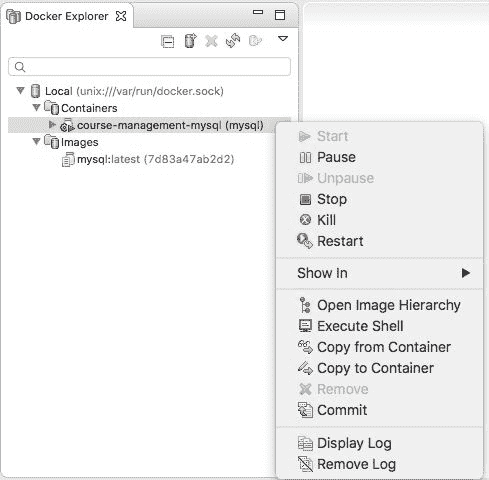 Docker Explorer
Local (unix:///var/run/docker.sock)
Containers
course-management-mysql (mysql)
Images
mysql:latest (7d83a47ab2d2)
Start
Pause
Unpause
Stop
Kill
Restart
Show In
Open Image Hierarchy
Execute Shell
Copy from Container
Copy to Container
Remove
Commit
Display Log
Remove Log